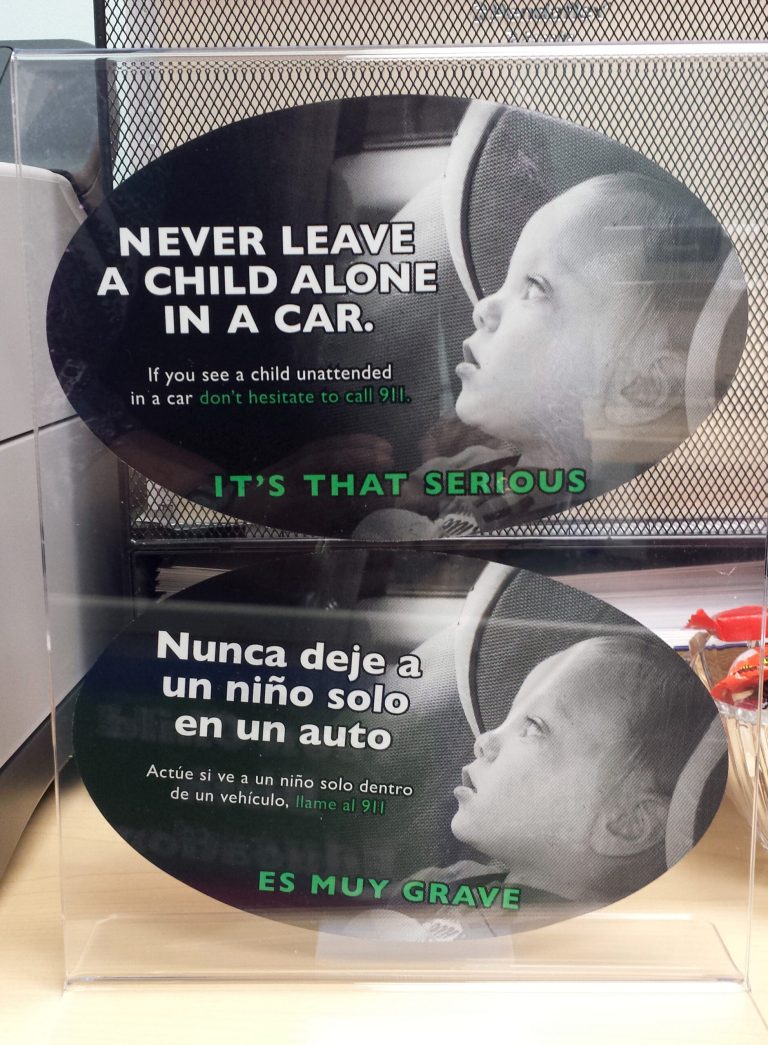 NEVER LEAVE
A CHILD ALONE
IN A CAR.
If you see a child unattended
in a car don't hesitate to call 911.
IT'S THAT SERIOUS
Nunca deje a
un niño solo
en un auto
Actúe si ve a un niño solo dentro
de un vehículo, llame al 911
ES MUY GRAVE